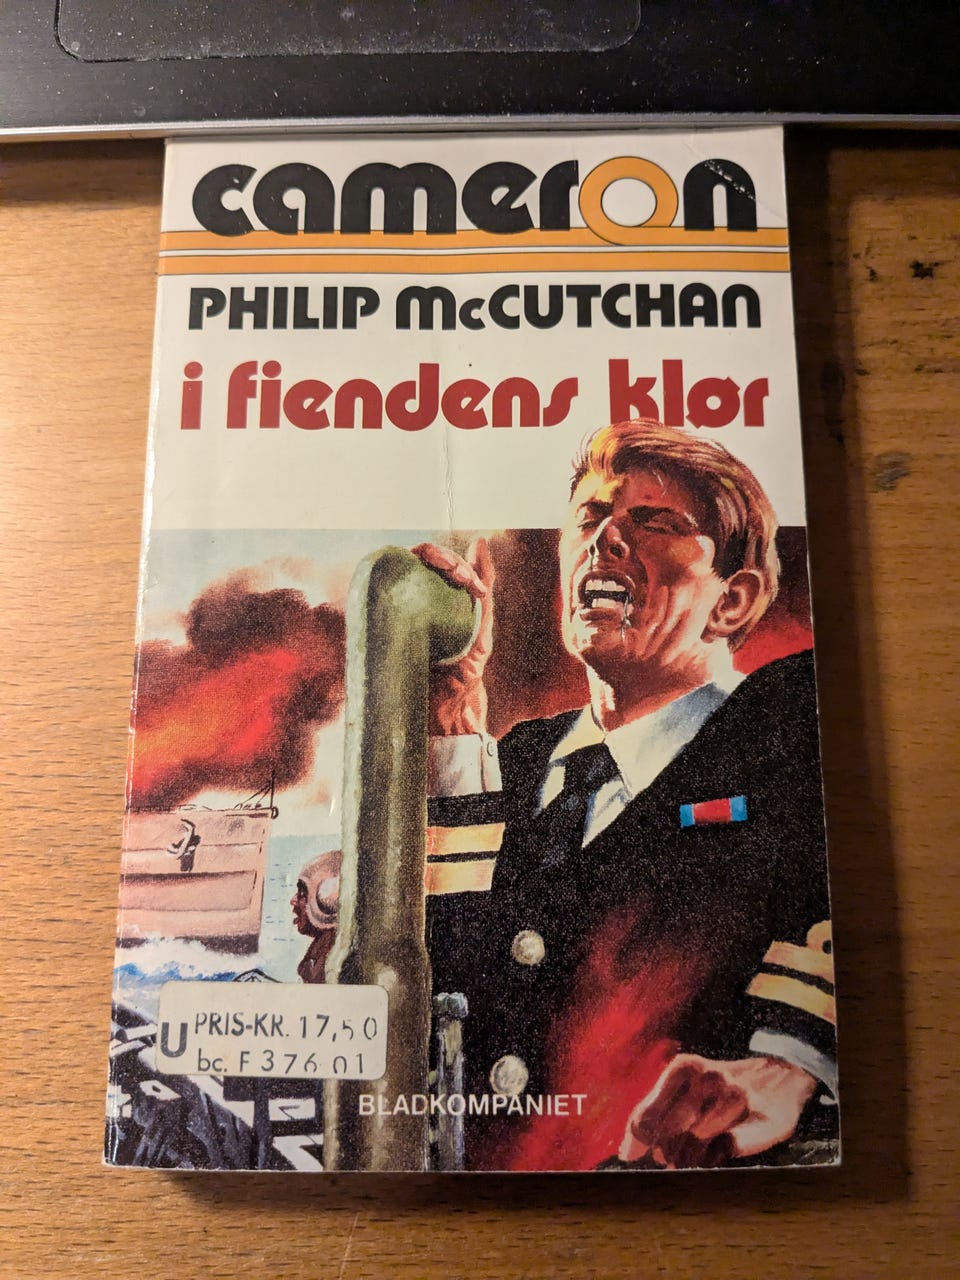 cameron
PHILIP McCUTCHAN
i fiendens klør
U PRIS-KR. 17,50
bc. F 376 01
BLADKOMPANIET